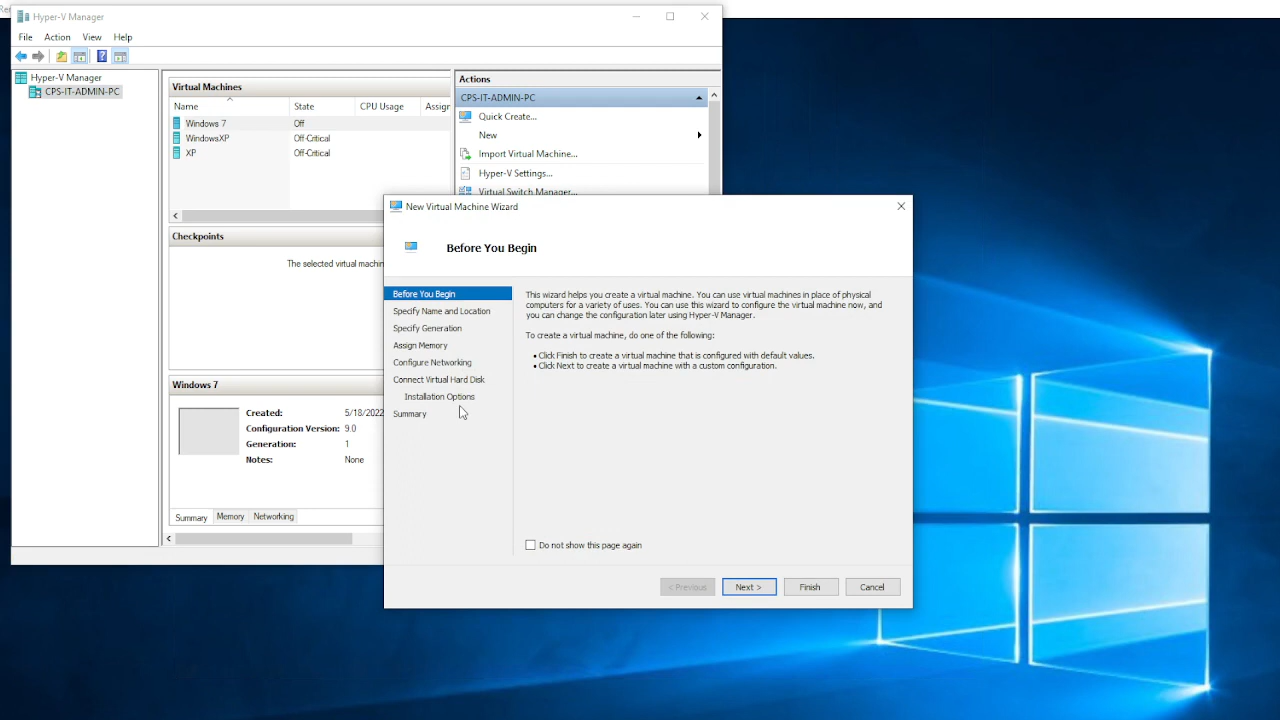 Hyper-V Manager
File Action View Help
Hyper-V Manager
CPS-IT-ADMIN-PC
Virtual Machines
Name State CPU Usage Assign
Windows 7 Off
WindowsXP Off-Critical
XP Off-Critical
Checkpoints
The selected virtual machin
Windows 7
Created: 5/18/2022
Configuration Version: 9.0
Generation: 1
Notes: None
Summary Memory Networking
Actions
CPS-IT-ADMIN-PC
Quick Create...
New
Import Virtual Machine...
Hyper-V Settings...
Virtual Switch Manager...
New Virtual Machine Wizard
Before You Begin
Before You Begin
Specify Name and Location
Specify Generation
Assign Memory
Configure Networking
Connect Virtual Hard Disk
Installation Options
Summary
This wizard helps you create a virtual machine. You can use virtual machines in place of physical
computers for a variety of uses. You can use this wizard to configure the virtual machine now, and
you can change the configuration later using Hyper-V Manager.
To create a virtual machine, do one of the following:
• Click Finish to create a virtual machine that is configured with default values.
• Click Next to create a virtual machine with a custom configuration.
Do not show this page again
< Previous Next > Finish Cancel